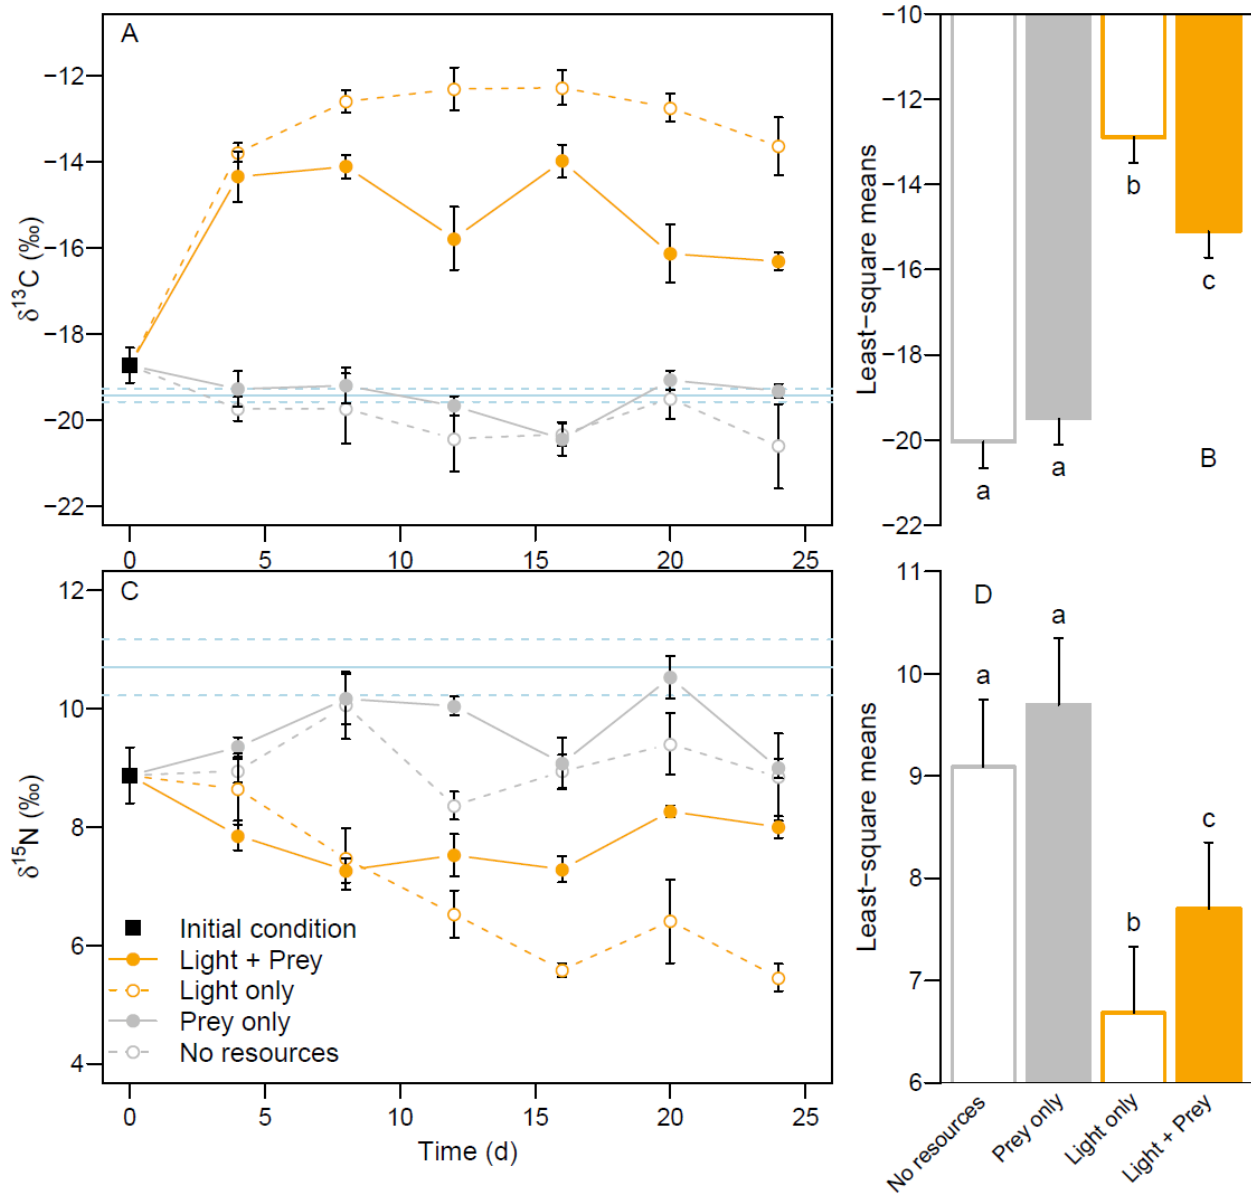 A
δ13C (‰)
−12
−14
−16
−18
−20
−22
0 5 10 15 20 25
Least−square means
−10
−12
−14
−16
−18
−20
−22
a a b c
B
C
δ15N (‰)
12
10
8
6
4
Initial condition
Light + Prey
Light only
Prey only
No resources
0 5 10 15 20 25
Time (d)
D
Least−square means
11
10
9
8
7
6
a a b c
No resources Prey only Light only Light + Prey